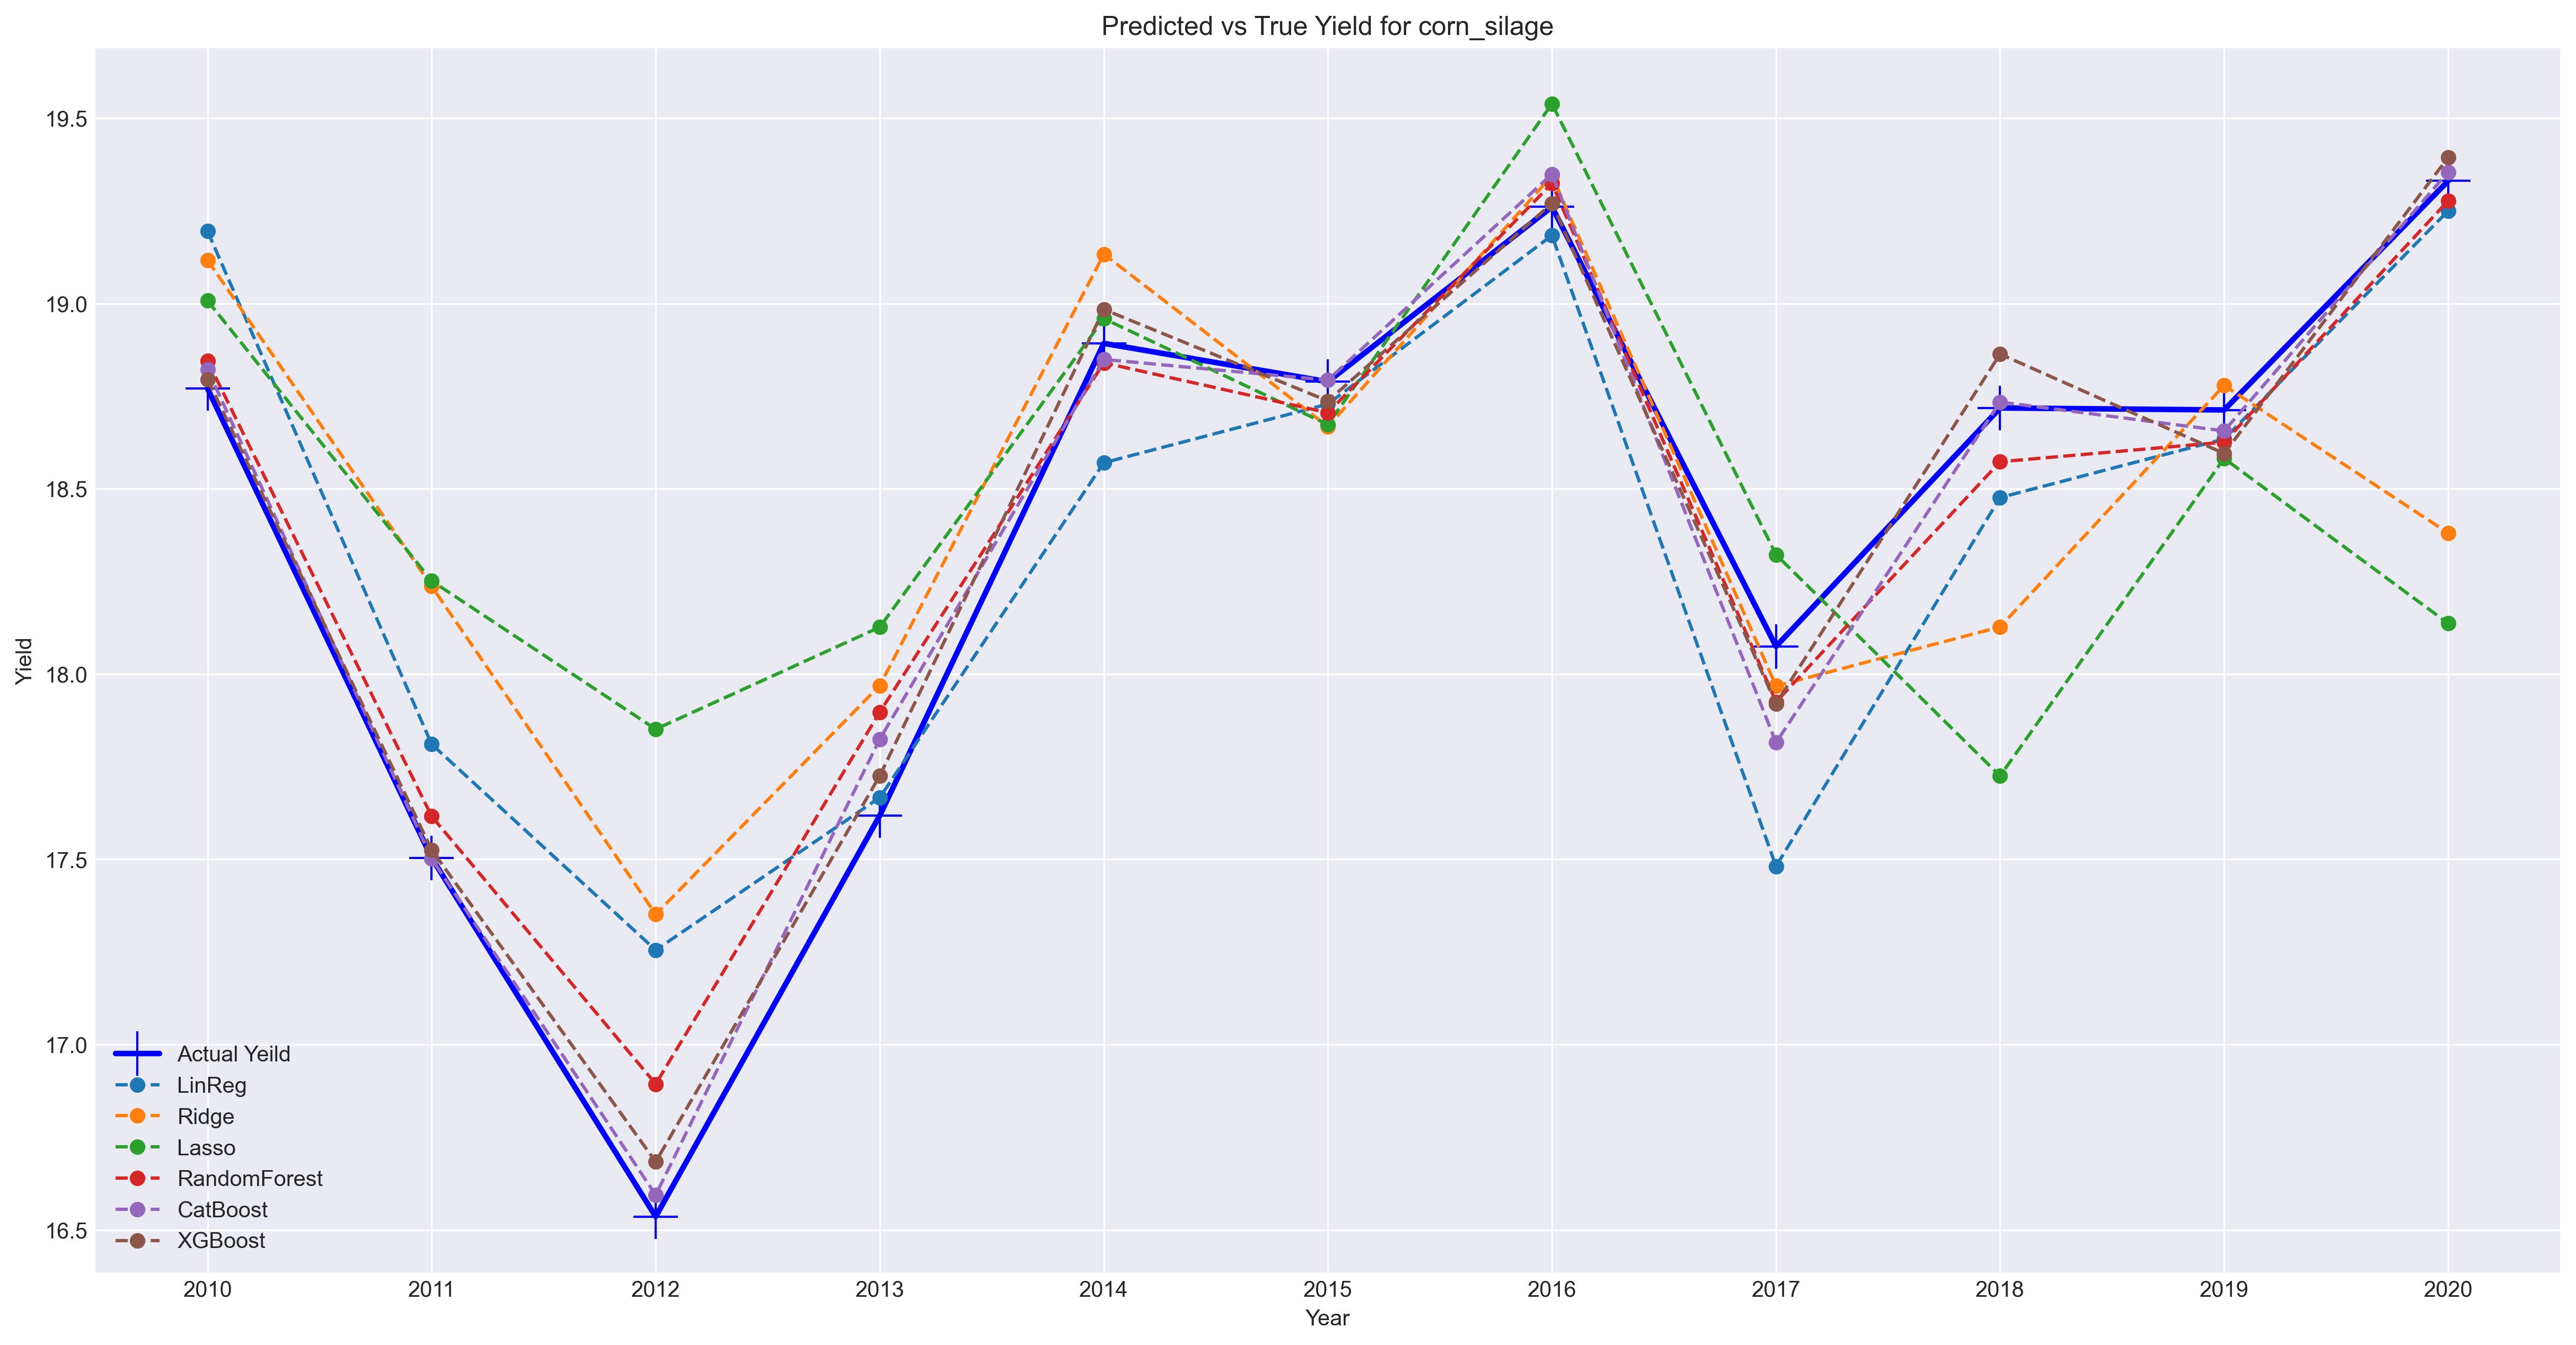 Predicted vs True Yield for corn_silage
19.5
19.0
18.5
18.0
17.5
17.0
16.5
Yield
Actual Yeild
LinReg
Ridge
Lasso
RandomForest
CatBoost
XGBoost
2010 2011 2012 2013 2014 2015 2016 2017 2018 2019 2020
Year